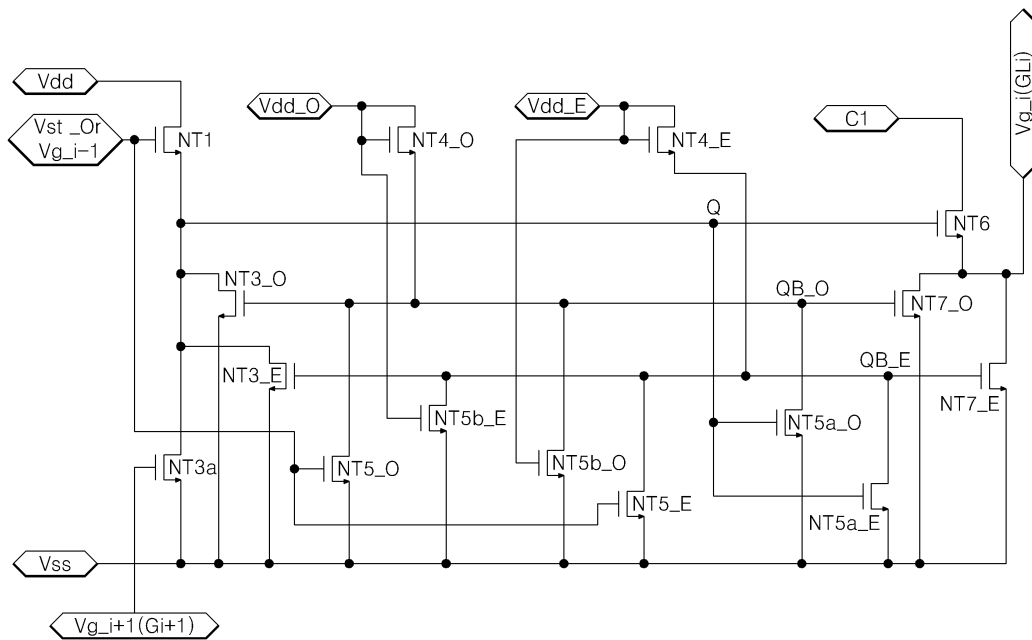 Vg_i(GLi)
Vdd
Vdd_O
Vdd_E
C1
Vst _Or
Vg_i-1
NT1
NT4_O
NT4_E
Q
NT6
NT3_O
QB_O
NT7_O
NT3_E
QB_E
NT7_E
NT5b_E
NT5a_O
NT3a
NT5_O
NT5b_O
NT5_E
NT5a_E
Vss
Vg_i+1(Gi+1)